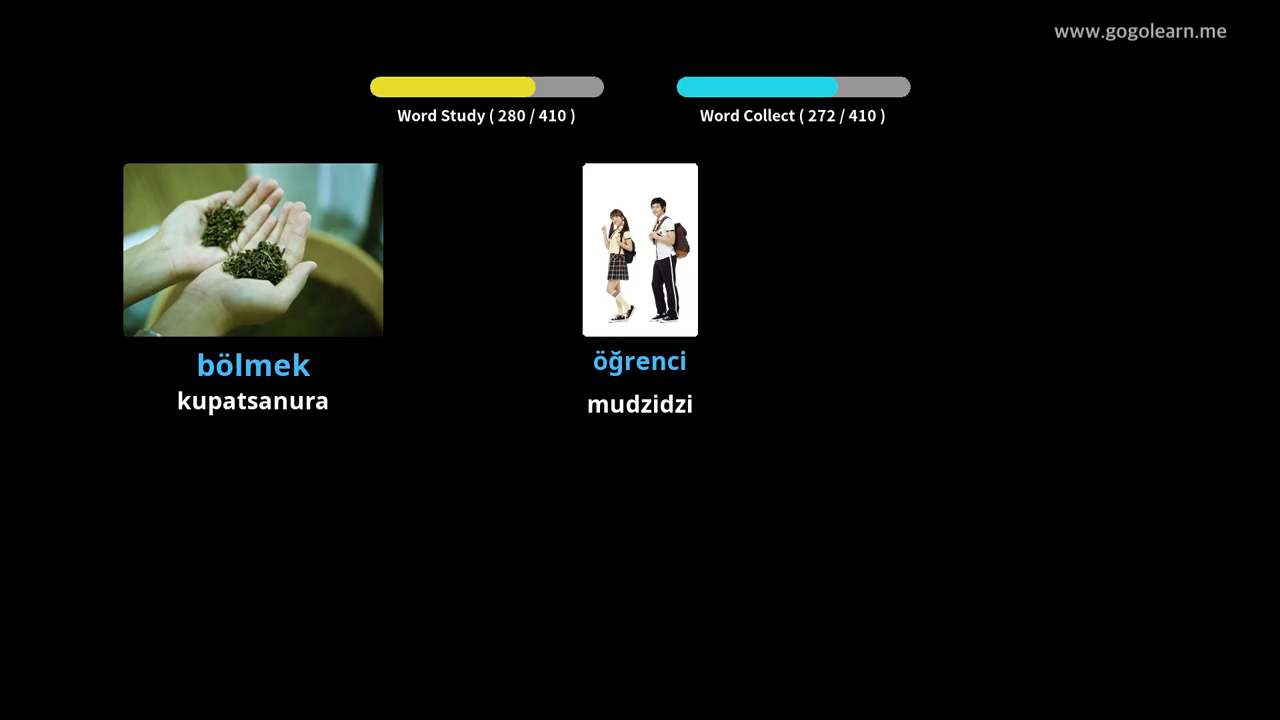 www.gogolearn.me
Word Study ( 280 / 410 )
Word Collect ( 272 / 410 )
bölmek
kupatsanura
öğrenci
mudzidzi